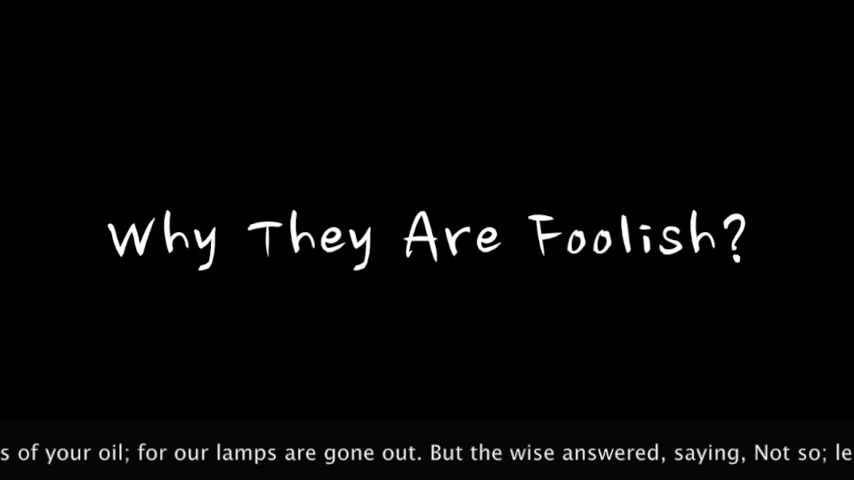 Why They Are Foolish?
of your oil; for our lamps are gone out. But the wise answered, saying, Not so;